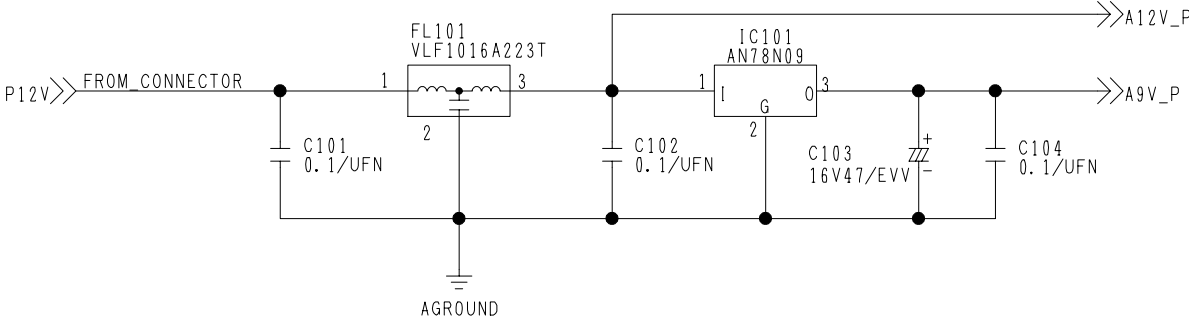 A12V_P
FL101
VLF1016A223T
IC101
AN78N09
P12V
FROM_CONNECTOR
1
3
1
I
O
3
A9V_P
G
2
2
C101
0.1/UFN
C102
0.1/UFN
C103
16V47/EVV
+
-
C104
0.1/UFN
AGROUND